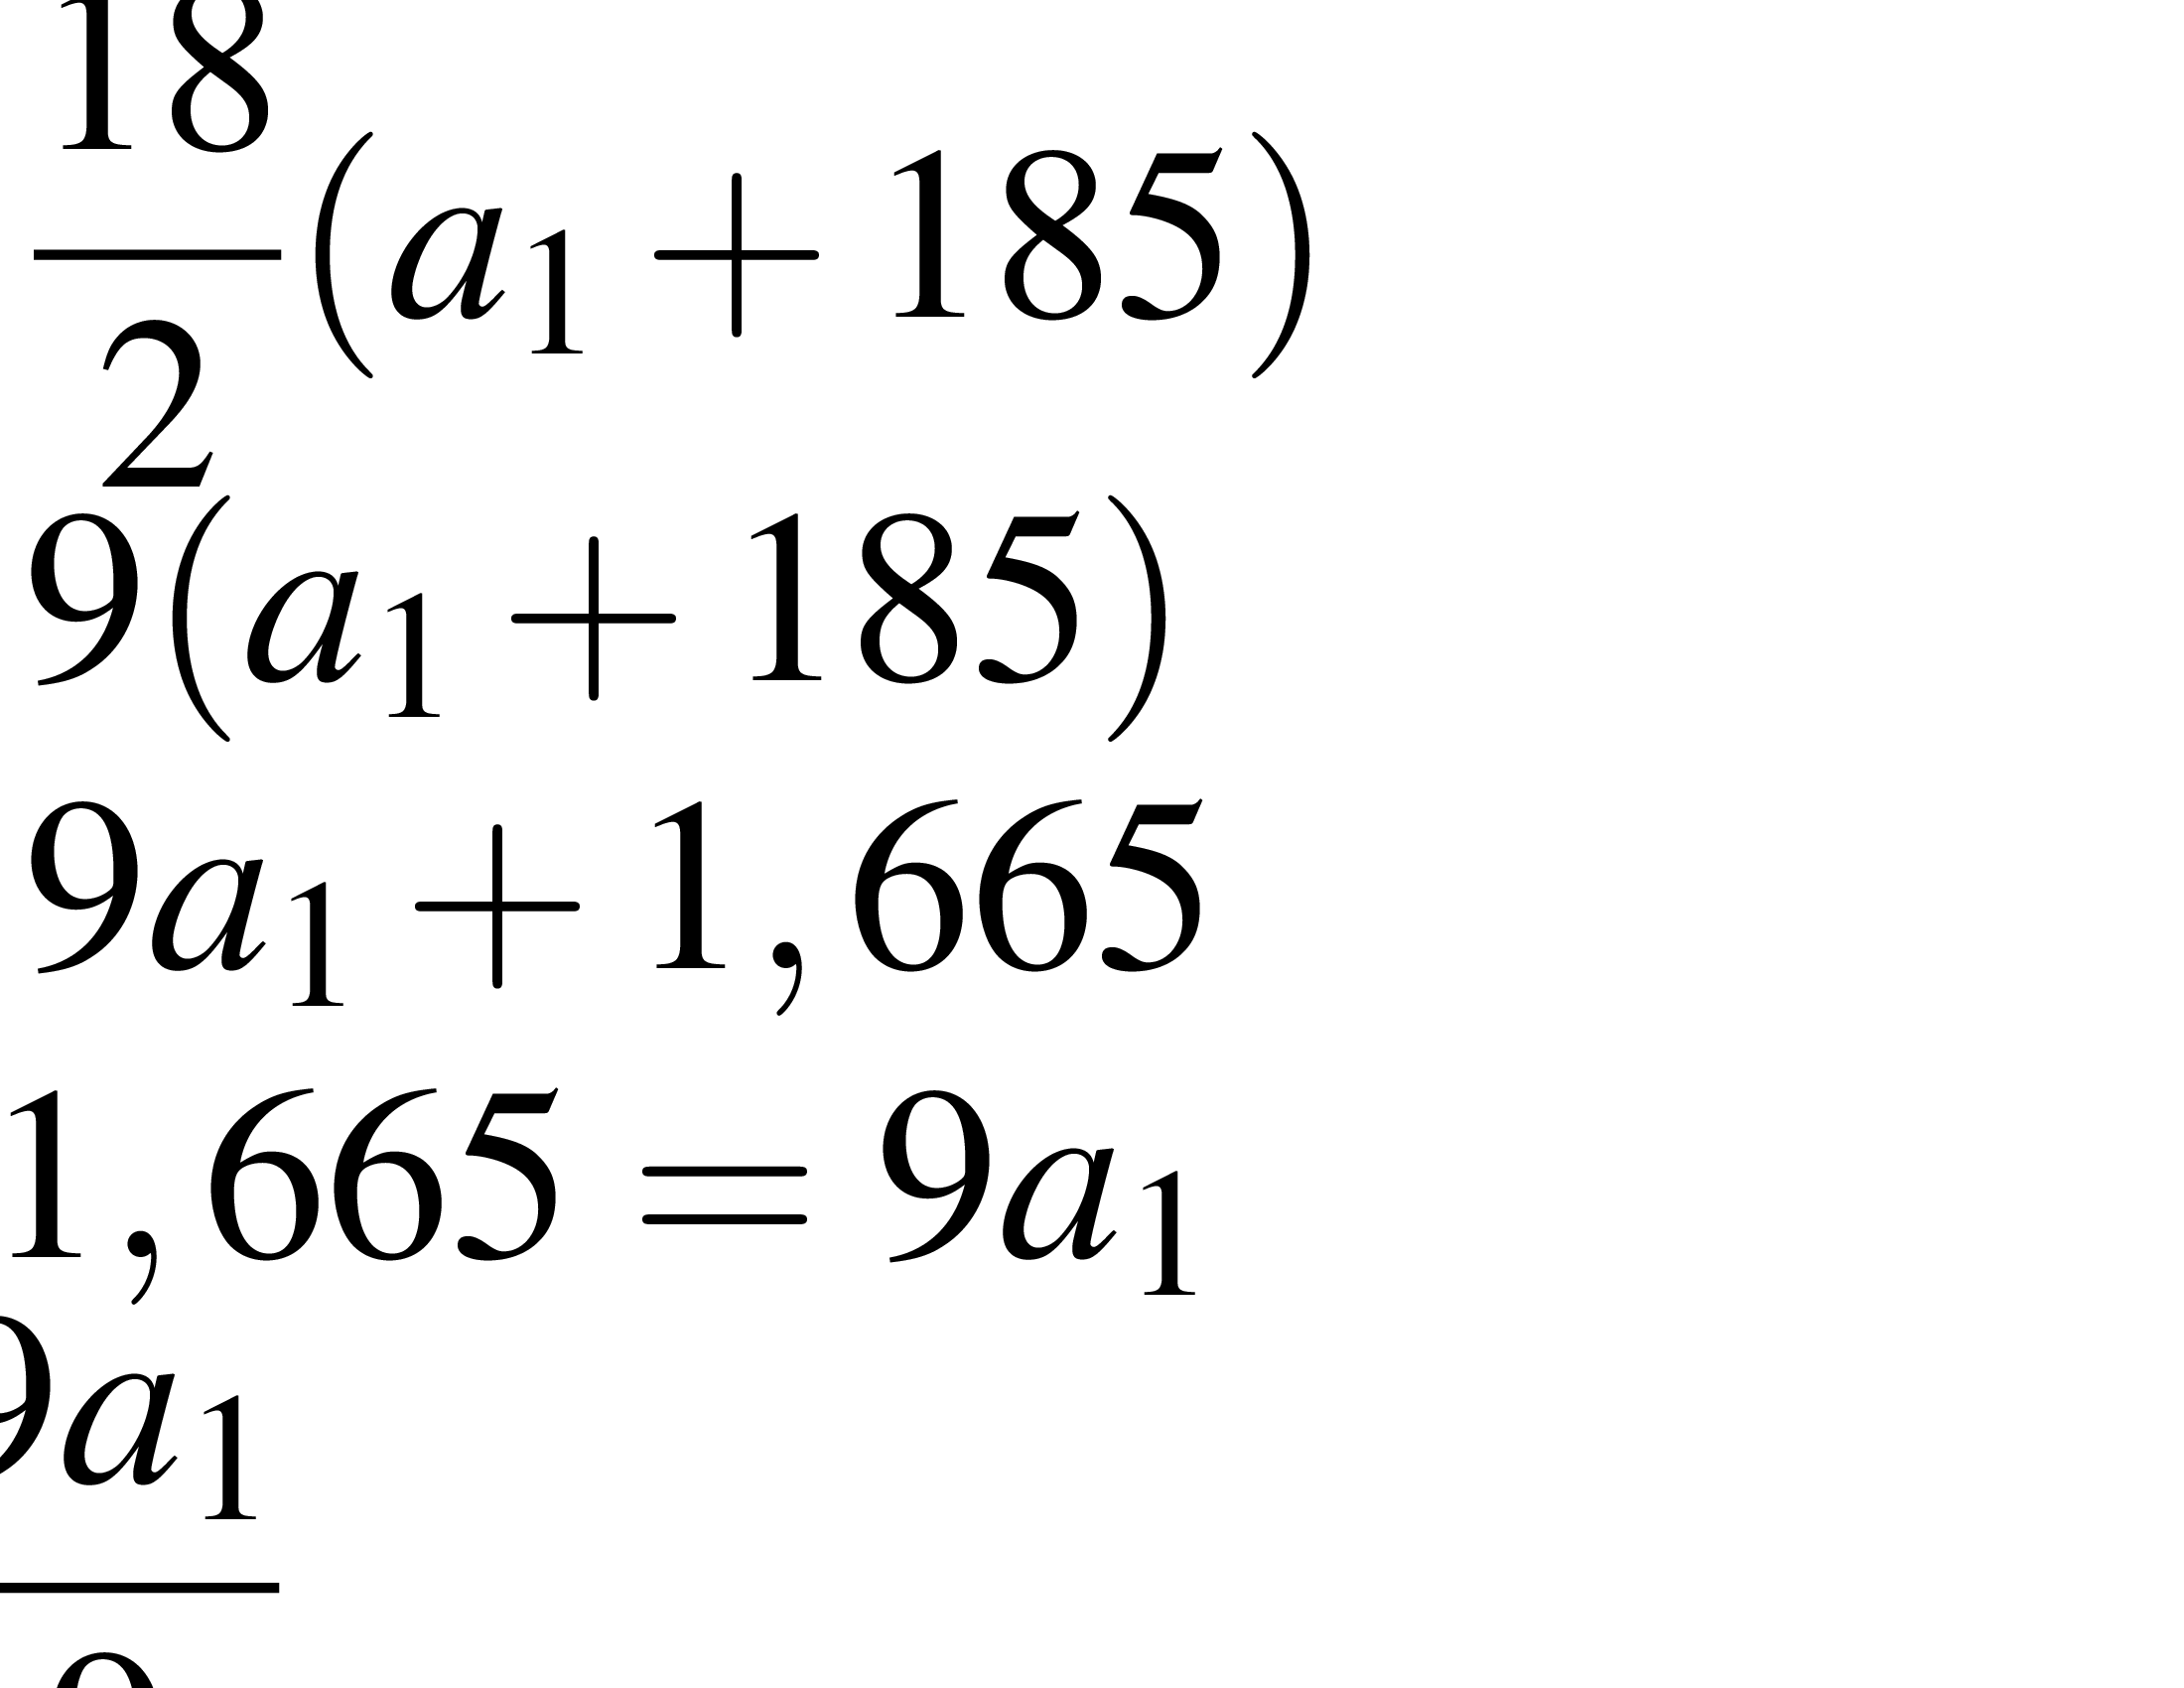 18
—
2 (a₁ + 185)
9(a₁ + 185)
9a₁ + 1,665
1,665 = 9a₁
9a₁
—